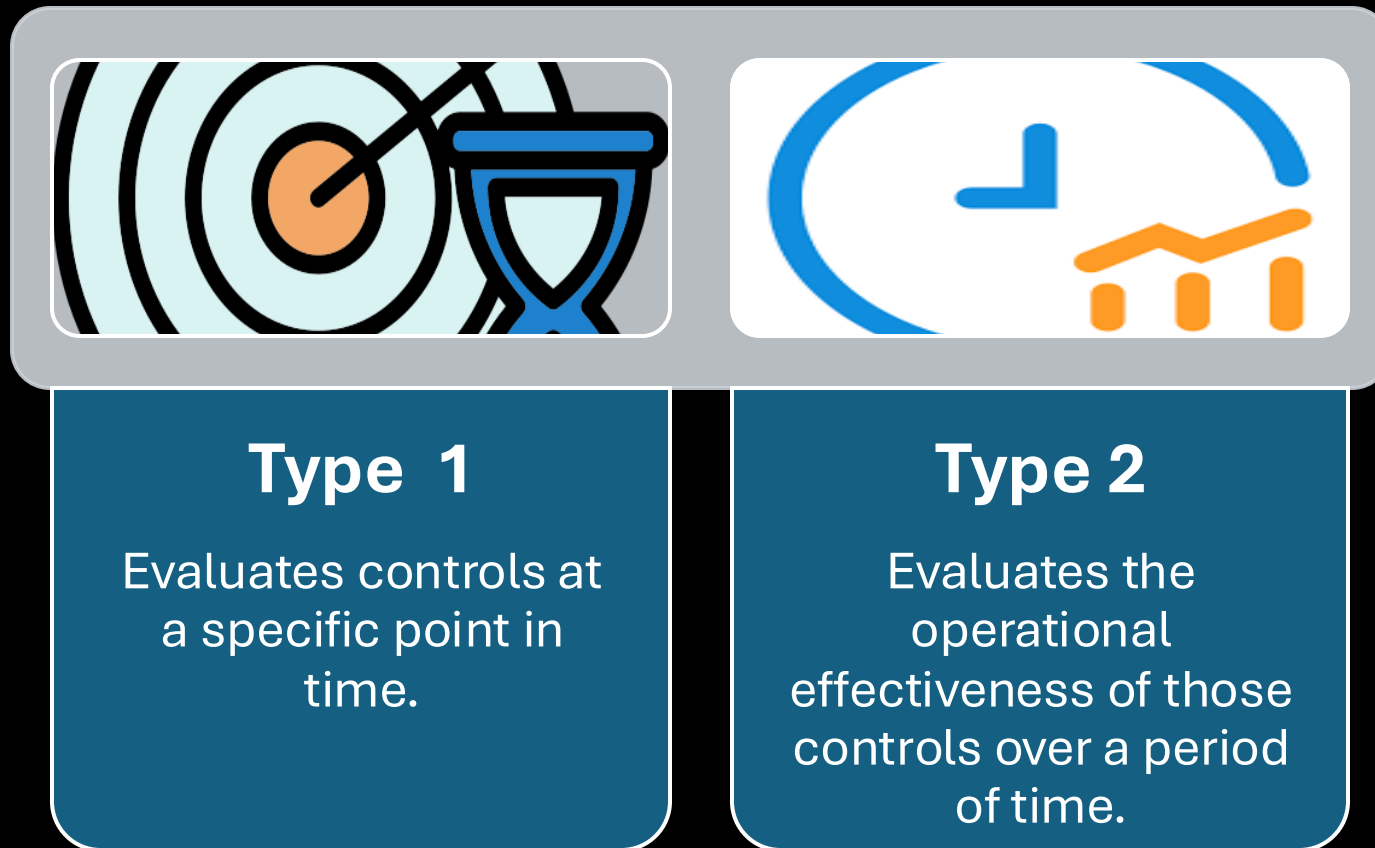 Type 1
Evaluates controls at
a specific point in
time.
Type 2
Evaluates the
operational
effectiveness of those
controls over a period
of time.